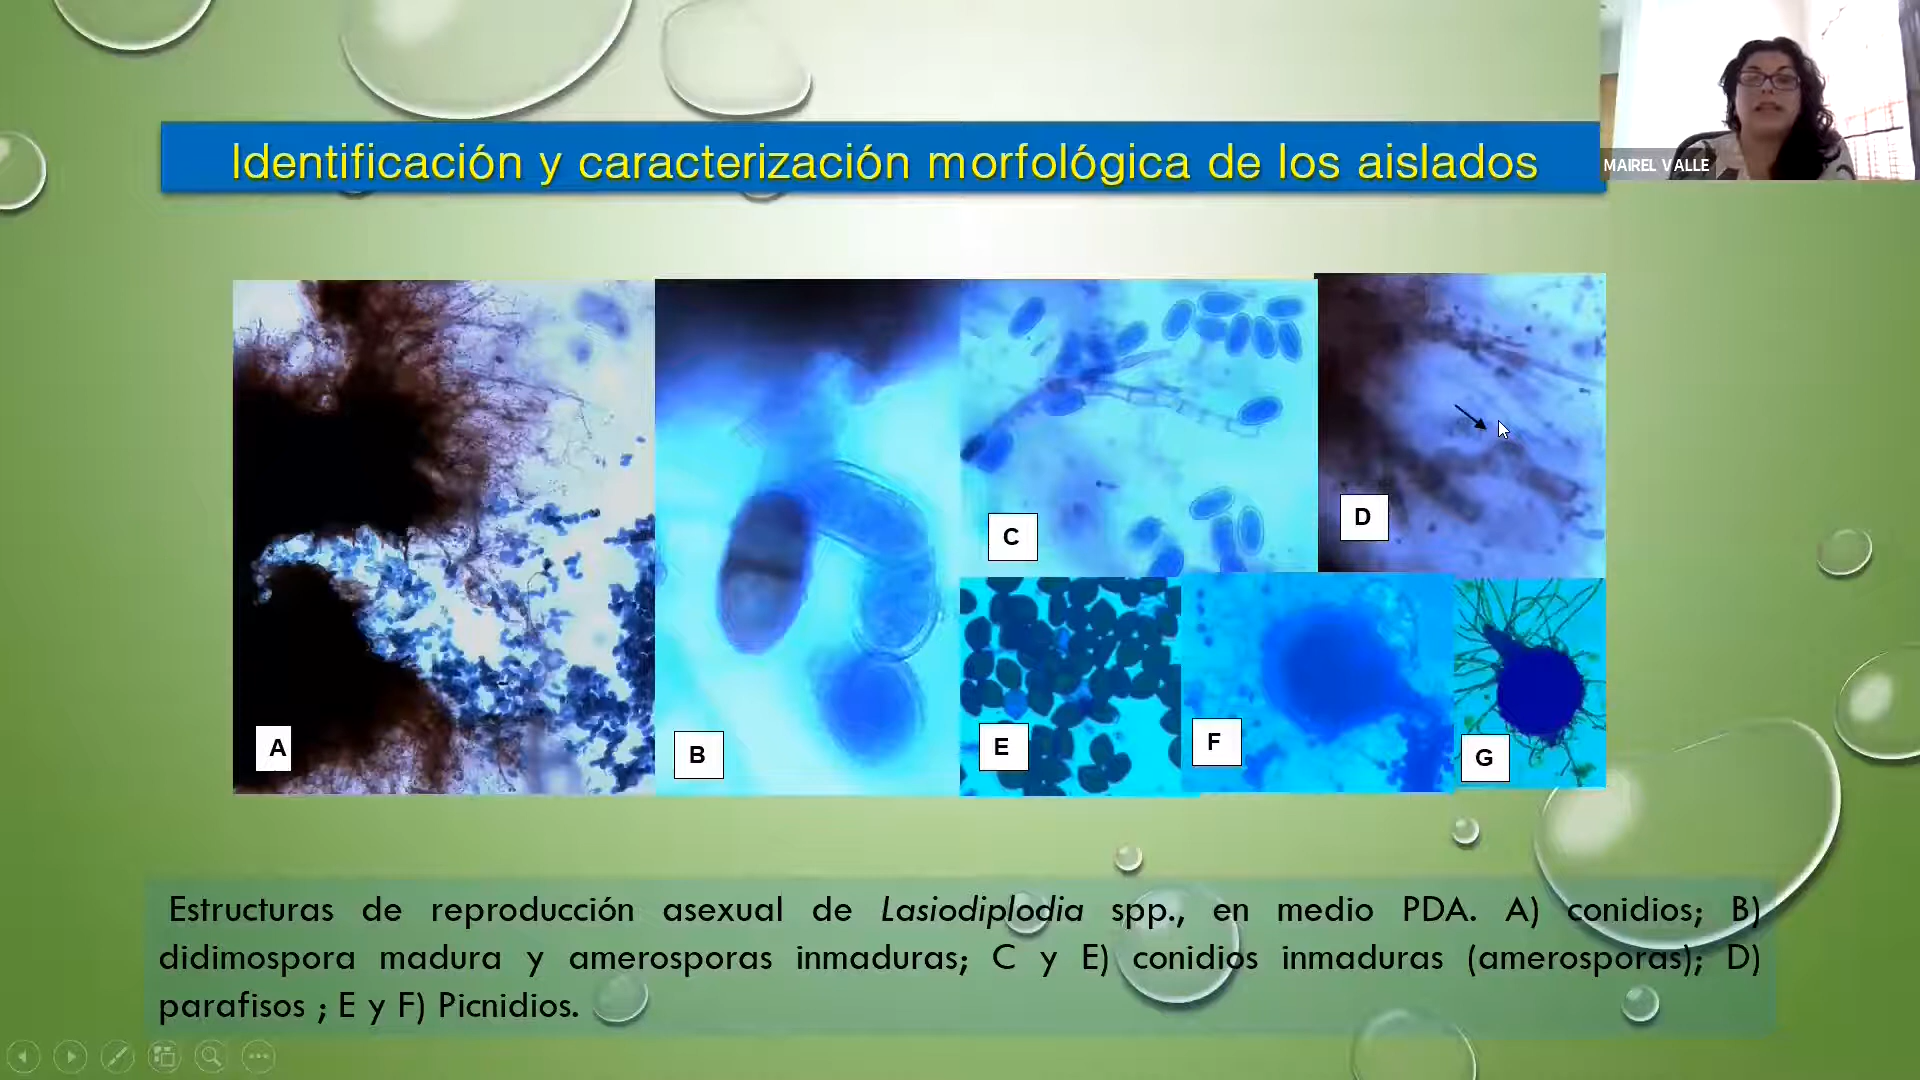 Identificación y caracterización morfológica de los aislados
MAIREL VALLE
A
B
C
D
E
F
G
Estructuras de reproducción asexual de Lasiodiplodia spp., en medio PDA. A) conidios; B)
didimospora madura y amerosporas inmaduras; C y E) conidios inmaduras (amerosporas); D)
parafisos ; E y F) Picnidios.